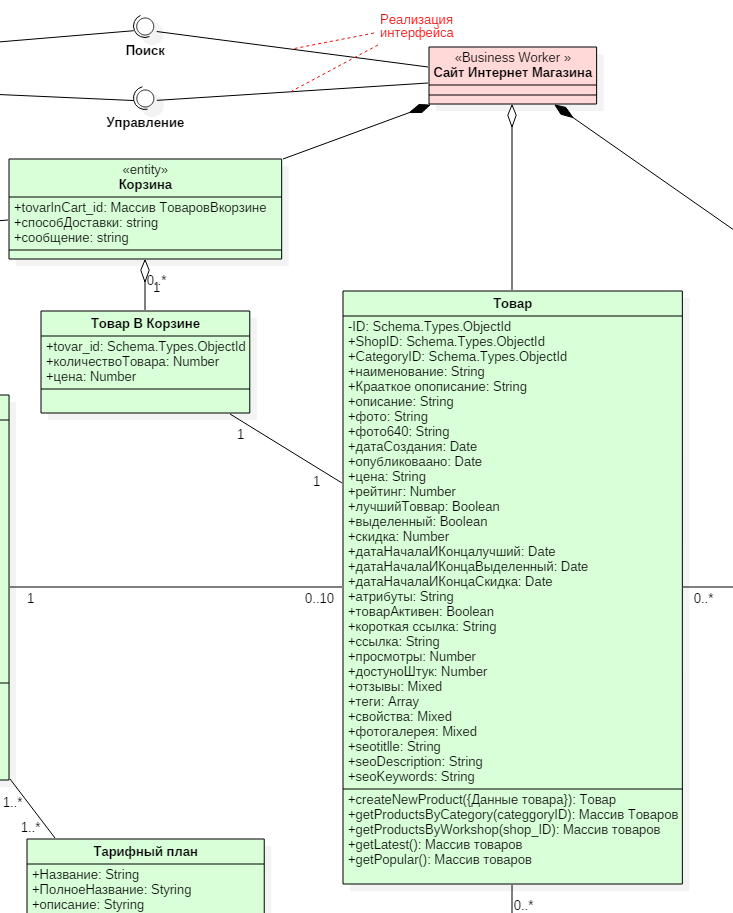 Реализация
интерфейса
Поиск
«Business Worker »
Сайт Интернет Магазина
Управление
«entity»
Корзина
+tovarInCart_id: Массив ТоваровВкорзине
+способДоставки: string
+сообщение: string
0..*
1
Товар В Корзине
+tovar_id: Schema.Types.ObjectId
+количествоТовара: Number
+цена: Number
1
1
Товар
-ID: Schema.Types.ObjectId
+ShopID: Schema.Types.ObjectId
+CategoryID: Schema.Types.ObjectId
+наименование: String
+Крааткое опописание: String
+описание: String
+фото: String
+фото640: String
+датаСоздания: Date
+опубликоваано: Date
+цена: String
+рейтинг: Number
+лучшийТоввар: Boolean
+выделенный: Boolean
+скидка: Number
+датаНачалаИКонцалучший: Date
+датаНачалаИКонцаВыделенный: Date
+датаНачалаИКонцаСкидка: Date
+атрибуты: String
+товарАктивен: Boolean
+короткая ссылка: String
+ссылка: String
+просмотры: Number
+достуноШтук: Number
+отзывы: Mixed
+теги: Array
+свойства: Mixed
+фотогалерея: Mixed
+seotitlle: String
+seoDescription: String
+seoKeywords: String
+createNewProduct({Данные товара}): Товар
+getProductsByCategory(categgoryID): Массив Товаров
+getProductsByWorkshop(shop_ID): Массив товаров
+getLatest(): Массив товаров
+getPopular(): Массив товаров
1
0..10
0..*
0..*
1..*
1..*
Тарифный план
+Название: String
+ПолноеНазвание: Styring
+описание: Styring